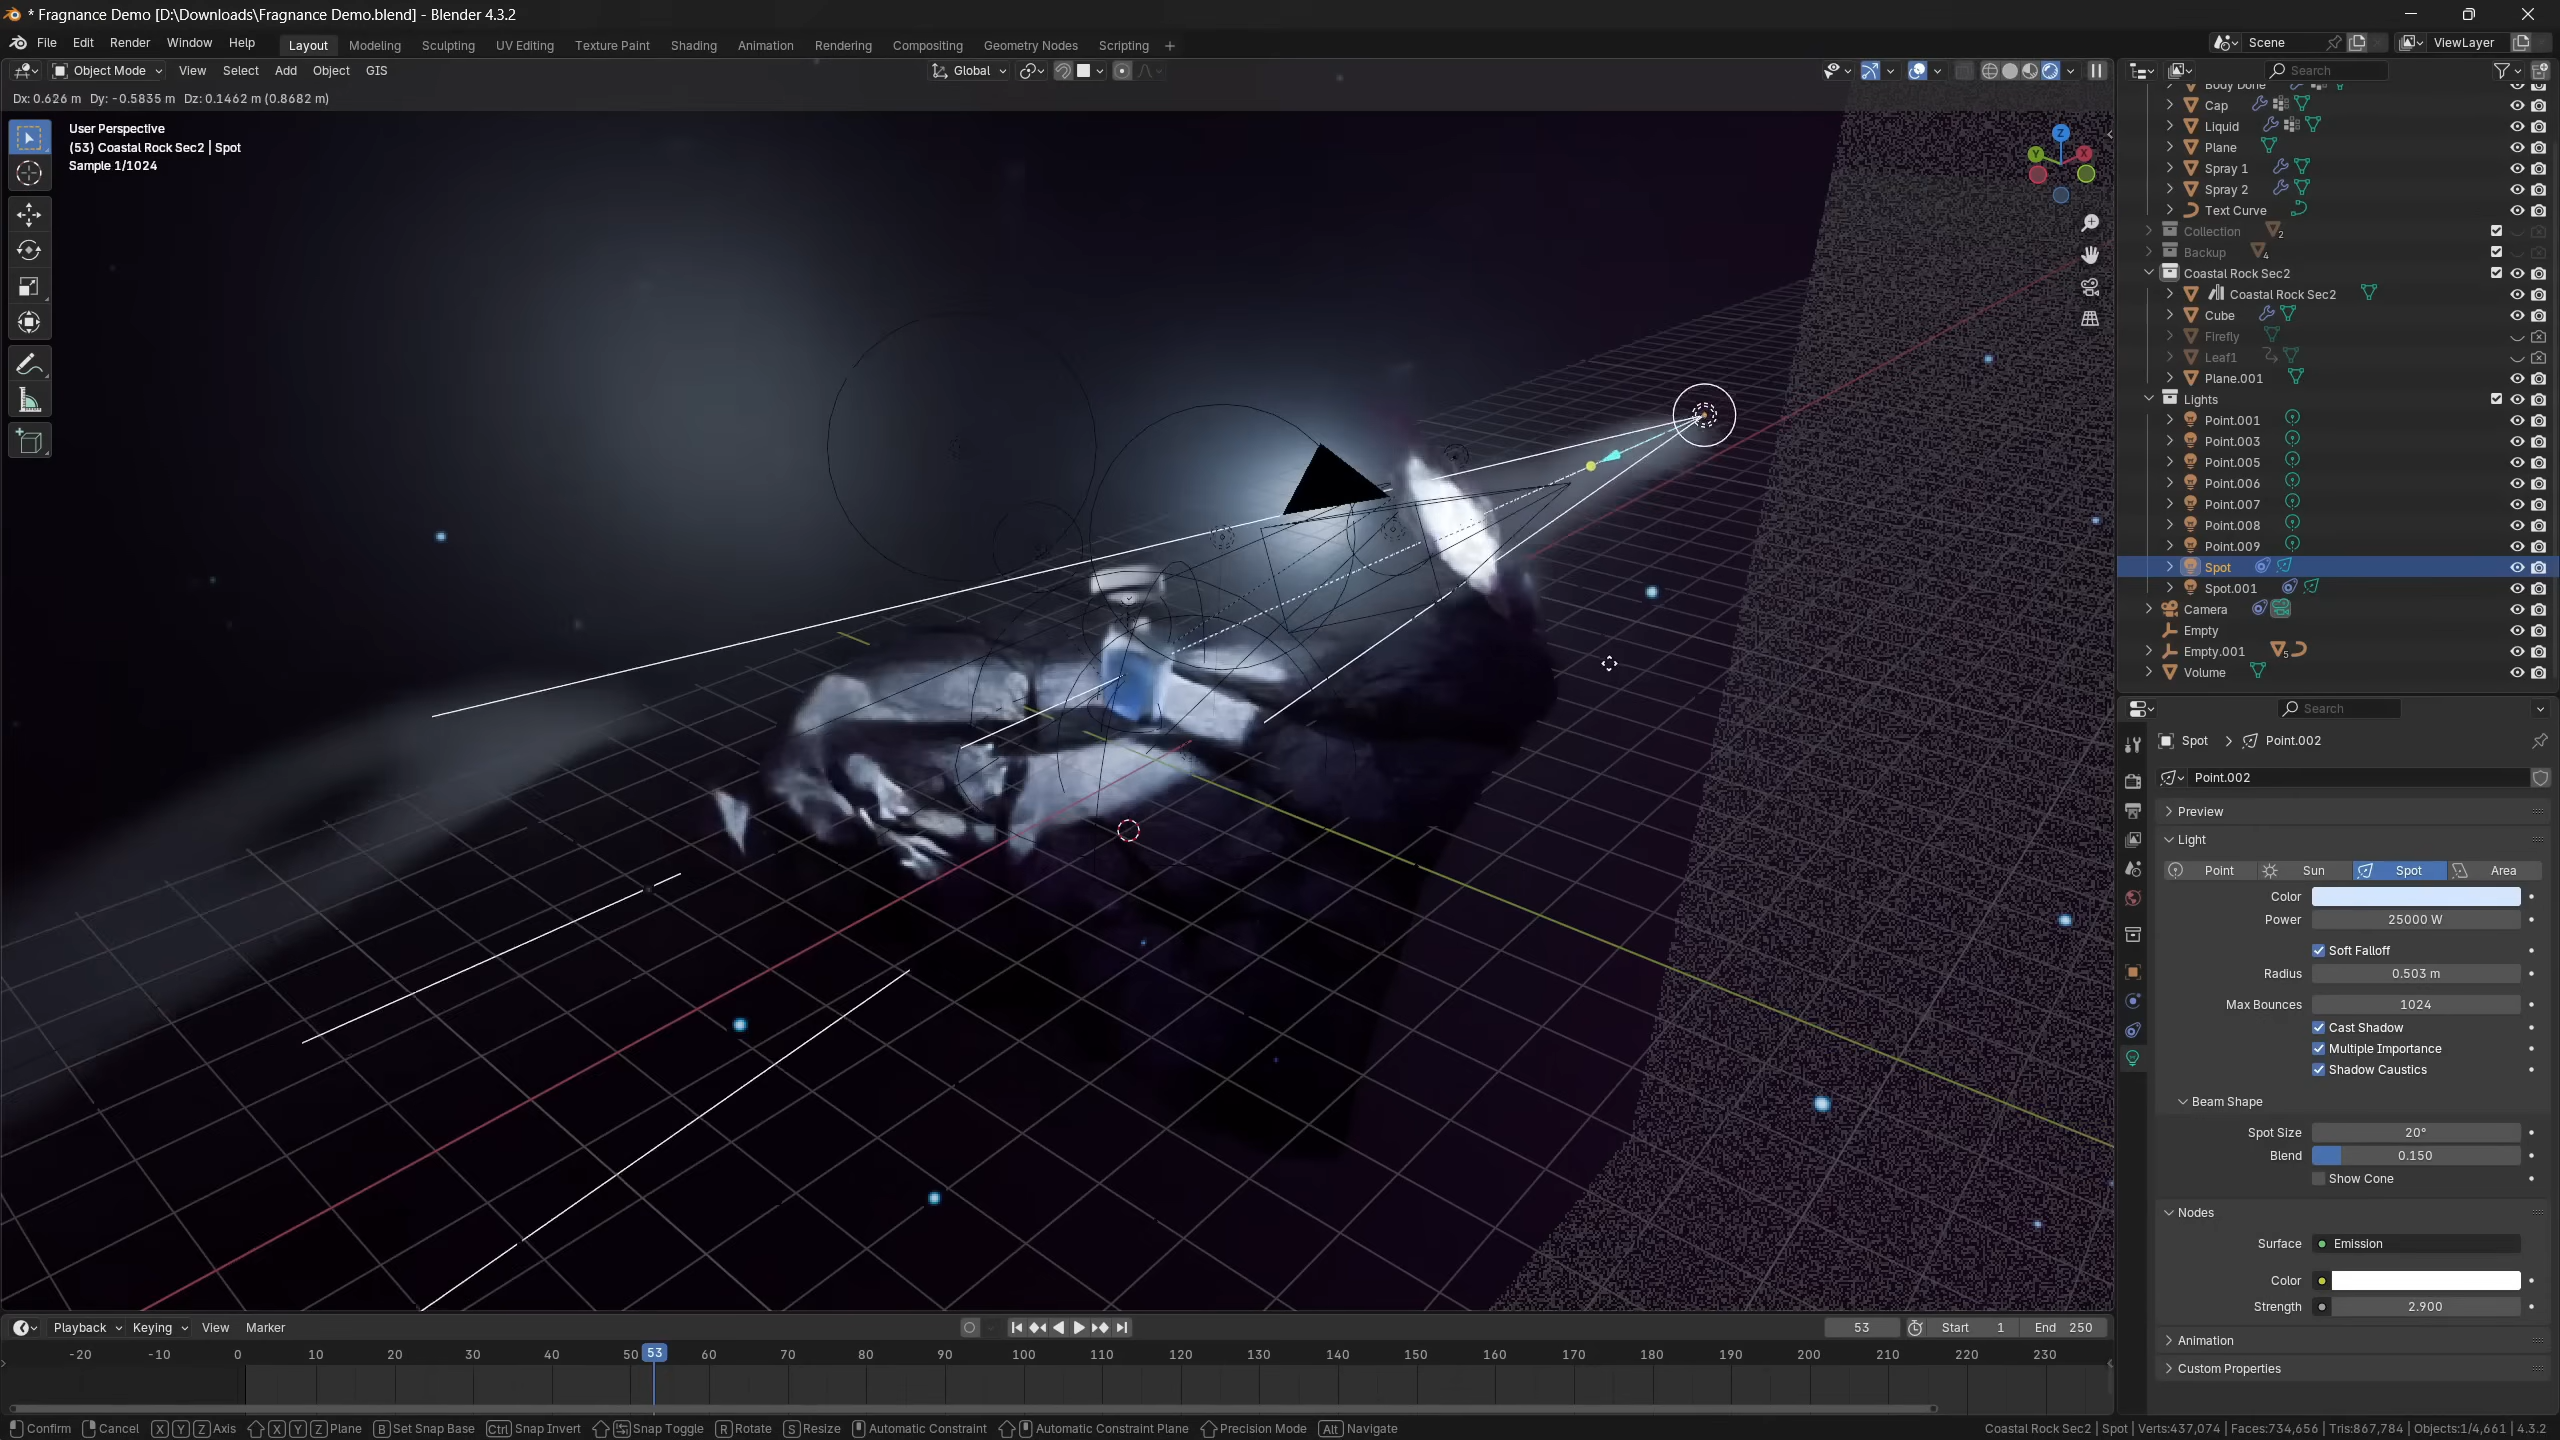 * Fragnance Demo [D:\Downloads\Fragnance Demo.blend] - Blender 4.3.2
File Edit Render Window Help
Layout Modeling Sculpting UV Editing Texture Paint Shading Animation Rendering Compositing Geometry Nodes Scripting +
Scene
ViewLayer
Object Mode View Select Add Object GIS
Global
Search
Dx: 0.626 m Dy: -0.5835 m Dz: 0.1462 m (0.8682 m)
User Perspective
(53) Coastal Rock Sec2 | Spot
Sample 1/1024
Z
Y
X
Body Done
Cap
Liquid
Plane
Spray 1
Spray 2
Text Curve
Collection 2
Backup 4
Coastal Rock Sec2
Coastal Rock Sec2
Cube
Firefly
Leaf1
Plane.001
Lights
Point.001
Point.003
Point.005
Point.006
Point.007
Point.008
Point.009
Spot
Spot.001
Camera
Empty
Empty.001 5
Volume
Search
Spot > Point.002
Point.002
Preview
Light
Point Sun Spot Area
Color
Power 25000 W
Soft Falloff
Radius 0.503 m
Max Bounces 1024
Cast Shadow
Multiple Importance
Shadow Caustics
Beam Shape
Spot Size 20°
Blend 0.150
Show Cone
Nodes
Surface Emission
Color
Strength 2.900
Animation
Custom Properties
Playback Keying View Marker
53 Start 1 End 250
-20 -10 0 10 20 30 40 50 53 60 70 80 90 100 110 120 130 140 150 160 170 180 190 200 210 220 230
Confirm Cancel X Y Z Axis X Y Z Plane B Set Snap Base Ctrl Snap Invert Snap Toggle R Rotate S Resize Automatic Constraint Automatic Constraint Plane Precision Mode Alt Navigate
Coastal Rock Sec2 | Spot | Verts:437,074 | Faces:734,656 | Tris:867,784 | Objects:1/4,661 | 4.3.2